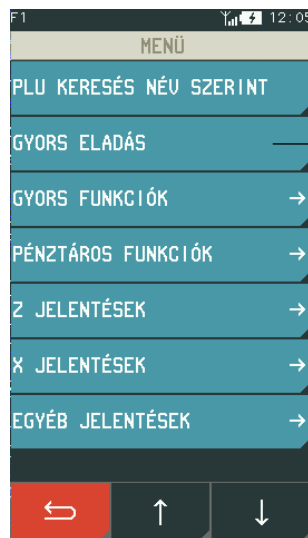 F1 12:05
MENÜ
PLU KERESÉS NÉV SZERINT
GYORS ELADÁS
GYORS FUNKCIÓK
PÉNZTÁROS FUNKCIÓK
Z JELENTÉSEK
X JELENTÉSEK
EGYÉB JELENTÉSEK